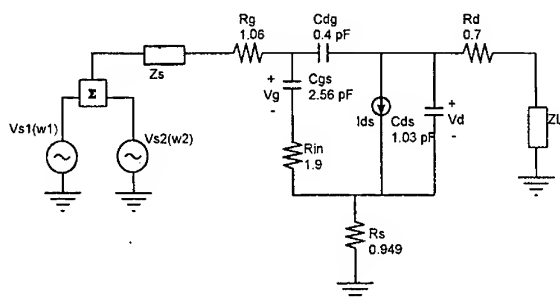 Rg
1.06
Cdg
0.4 pF
Rd
0.7
Zs
Σ
Cgs
2.56 pF
+
Vg
-
Ids
Cds
1.03 pF
+
Vd
-
ZL
Vs1(w1)
Vs2(w2)
Rin
1.9
Rs
0.949